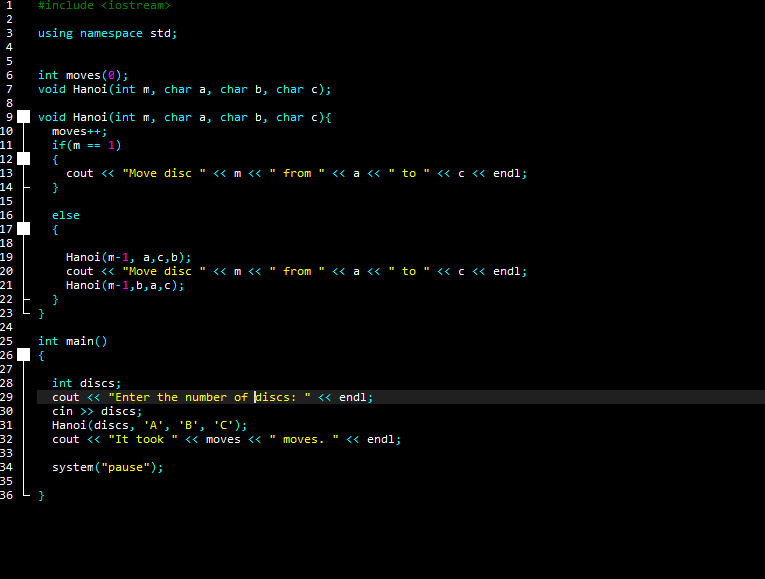 1 #include <iostream>
2
3 using namespace std;
4
5
6 int moves(0);
7 void Hanoi(int m, char a, char b, char c);
8
9 void Hanoi(int m, char a, char b, char c){
10 moves++;
11 if(m == 1)
12 {
13 cout << "Move disc " << m << " from " << a << " to " << c << endl;
14 }
15
16 else
17 {
18
19 Hanoi(m-1, a,c,b);
20 cout << "Move disc " << m << " from " << a << " to " << c << endl;
21 Hanoi(m-1,b,a,c);
22 }
23 }
24
25 int main()
26 {
27
28 int discs;
29 cout << "Enter the number of discs: " << endl;
30 cin >> discs;
31 Hanoi(discs, 'A', 'B', 'C');
32 cout << "It took " << moves << " moves. " << endl;
33
34 system("pause");
35
36 }